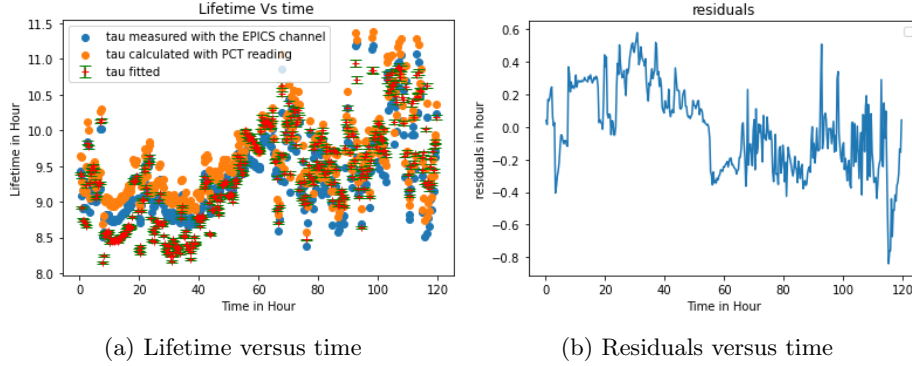 Lifetime Vs time
tau measured with the EPICS channel
tau calculated with PCT reading
tau fitted
11.5
11.0
10.5
10.0
9.5
9.0
8.5
8.0
Lifetime in Hour
0 20 40 60 80 100 120
Time in Hour
(a) Lifetime versus time
residuals
0.6
0.4
0.2
0.0
−0.2
−0.4
−0.6
−0.8
residuals in hour
0 20 40 60 80 100 120
Time in Hour
(b) Residuals versus time